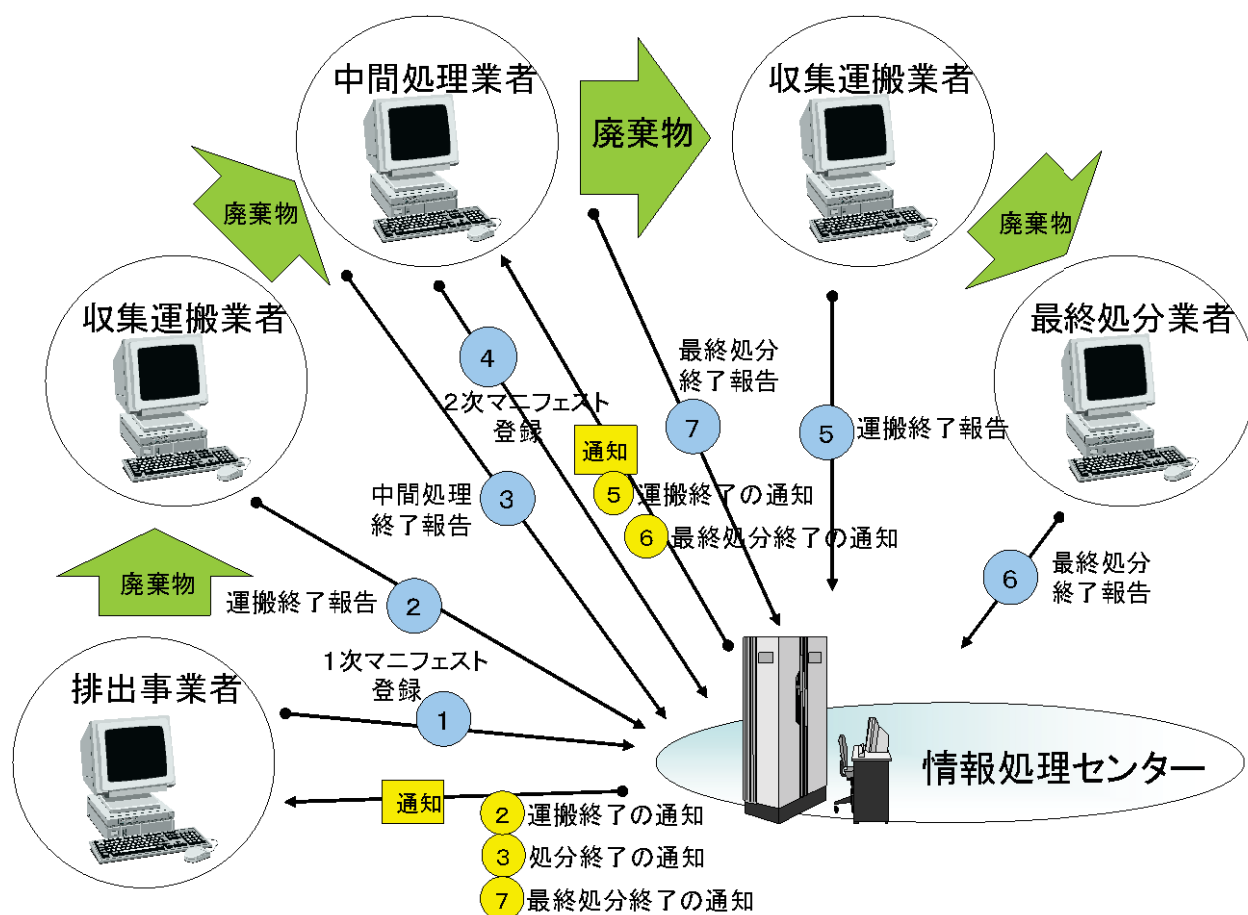 中間処理業者
収集運搬業者
廃棄物
廃棄物
廃棄物
収集運搬業者
最終処分業者
4
2次マニフェスト
登録
最終処分
終了報告
7
5
運搬終了報告
通知
5
運搬終了の通知
6
最終処分終了の通知
中間処理
終了報告
3
6
最終処分
終了報告
廃棄物
運搬終了報告
2
1次マニフェスト
登録
1
排出事業者
情報処理センター
通知
2
運搬終了の通知
3
処分終了の通知
7
最終処分終了の通知